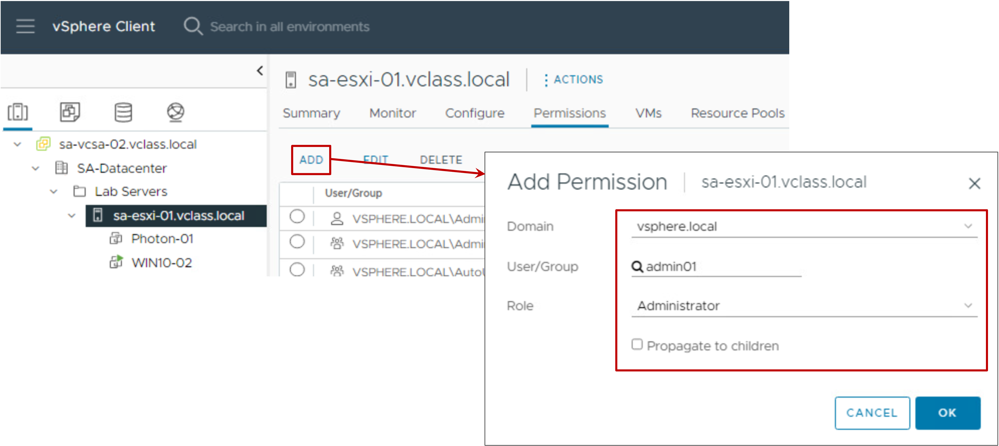 vSphere Client
Search in all environments
sa-esxi-01.vclass.local
ACTIONS
Summary Monitor Configure Permissions VMs Resource Pools
sa-vcsa-02.vclass.local
SA-Datacenter
Lab Servers
sa-esxi-01.vclass.local
Photon-01
WIN10-02
ADD EDIT DELETE
User/Group
VSPHERE.LOCAL\Admi
VSPHERE.LOCAL\Admi
VSPHERE.LOCAL\Auto
Add Permission sa-esxi-01.vclass.local
Domain vsphere.local
User/Group admin01
Role Administrator
Propagate to children
CANCEL OK